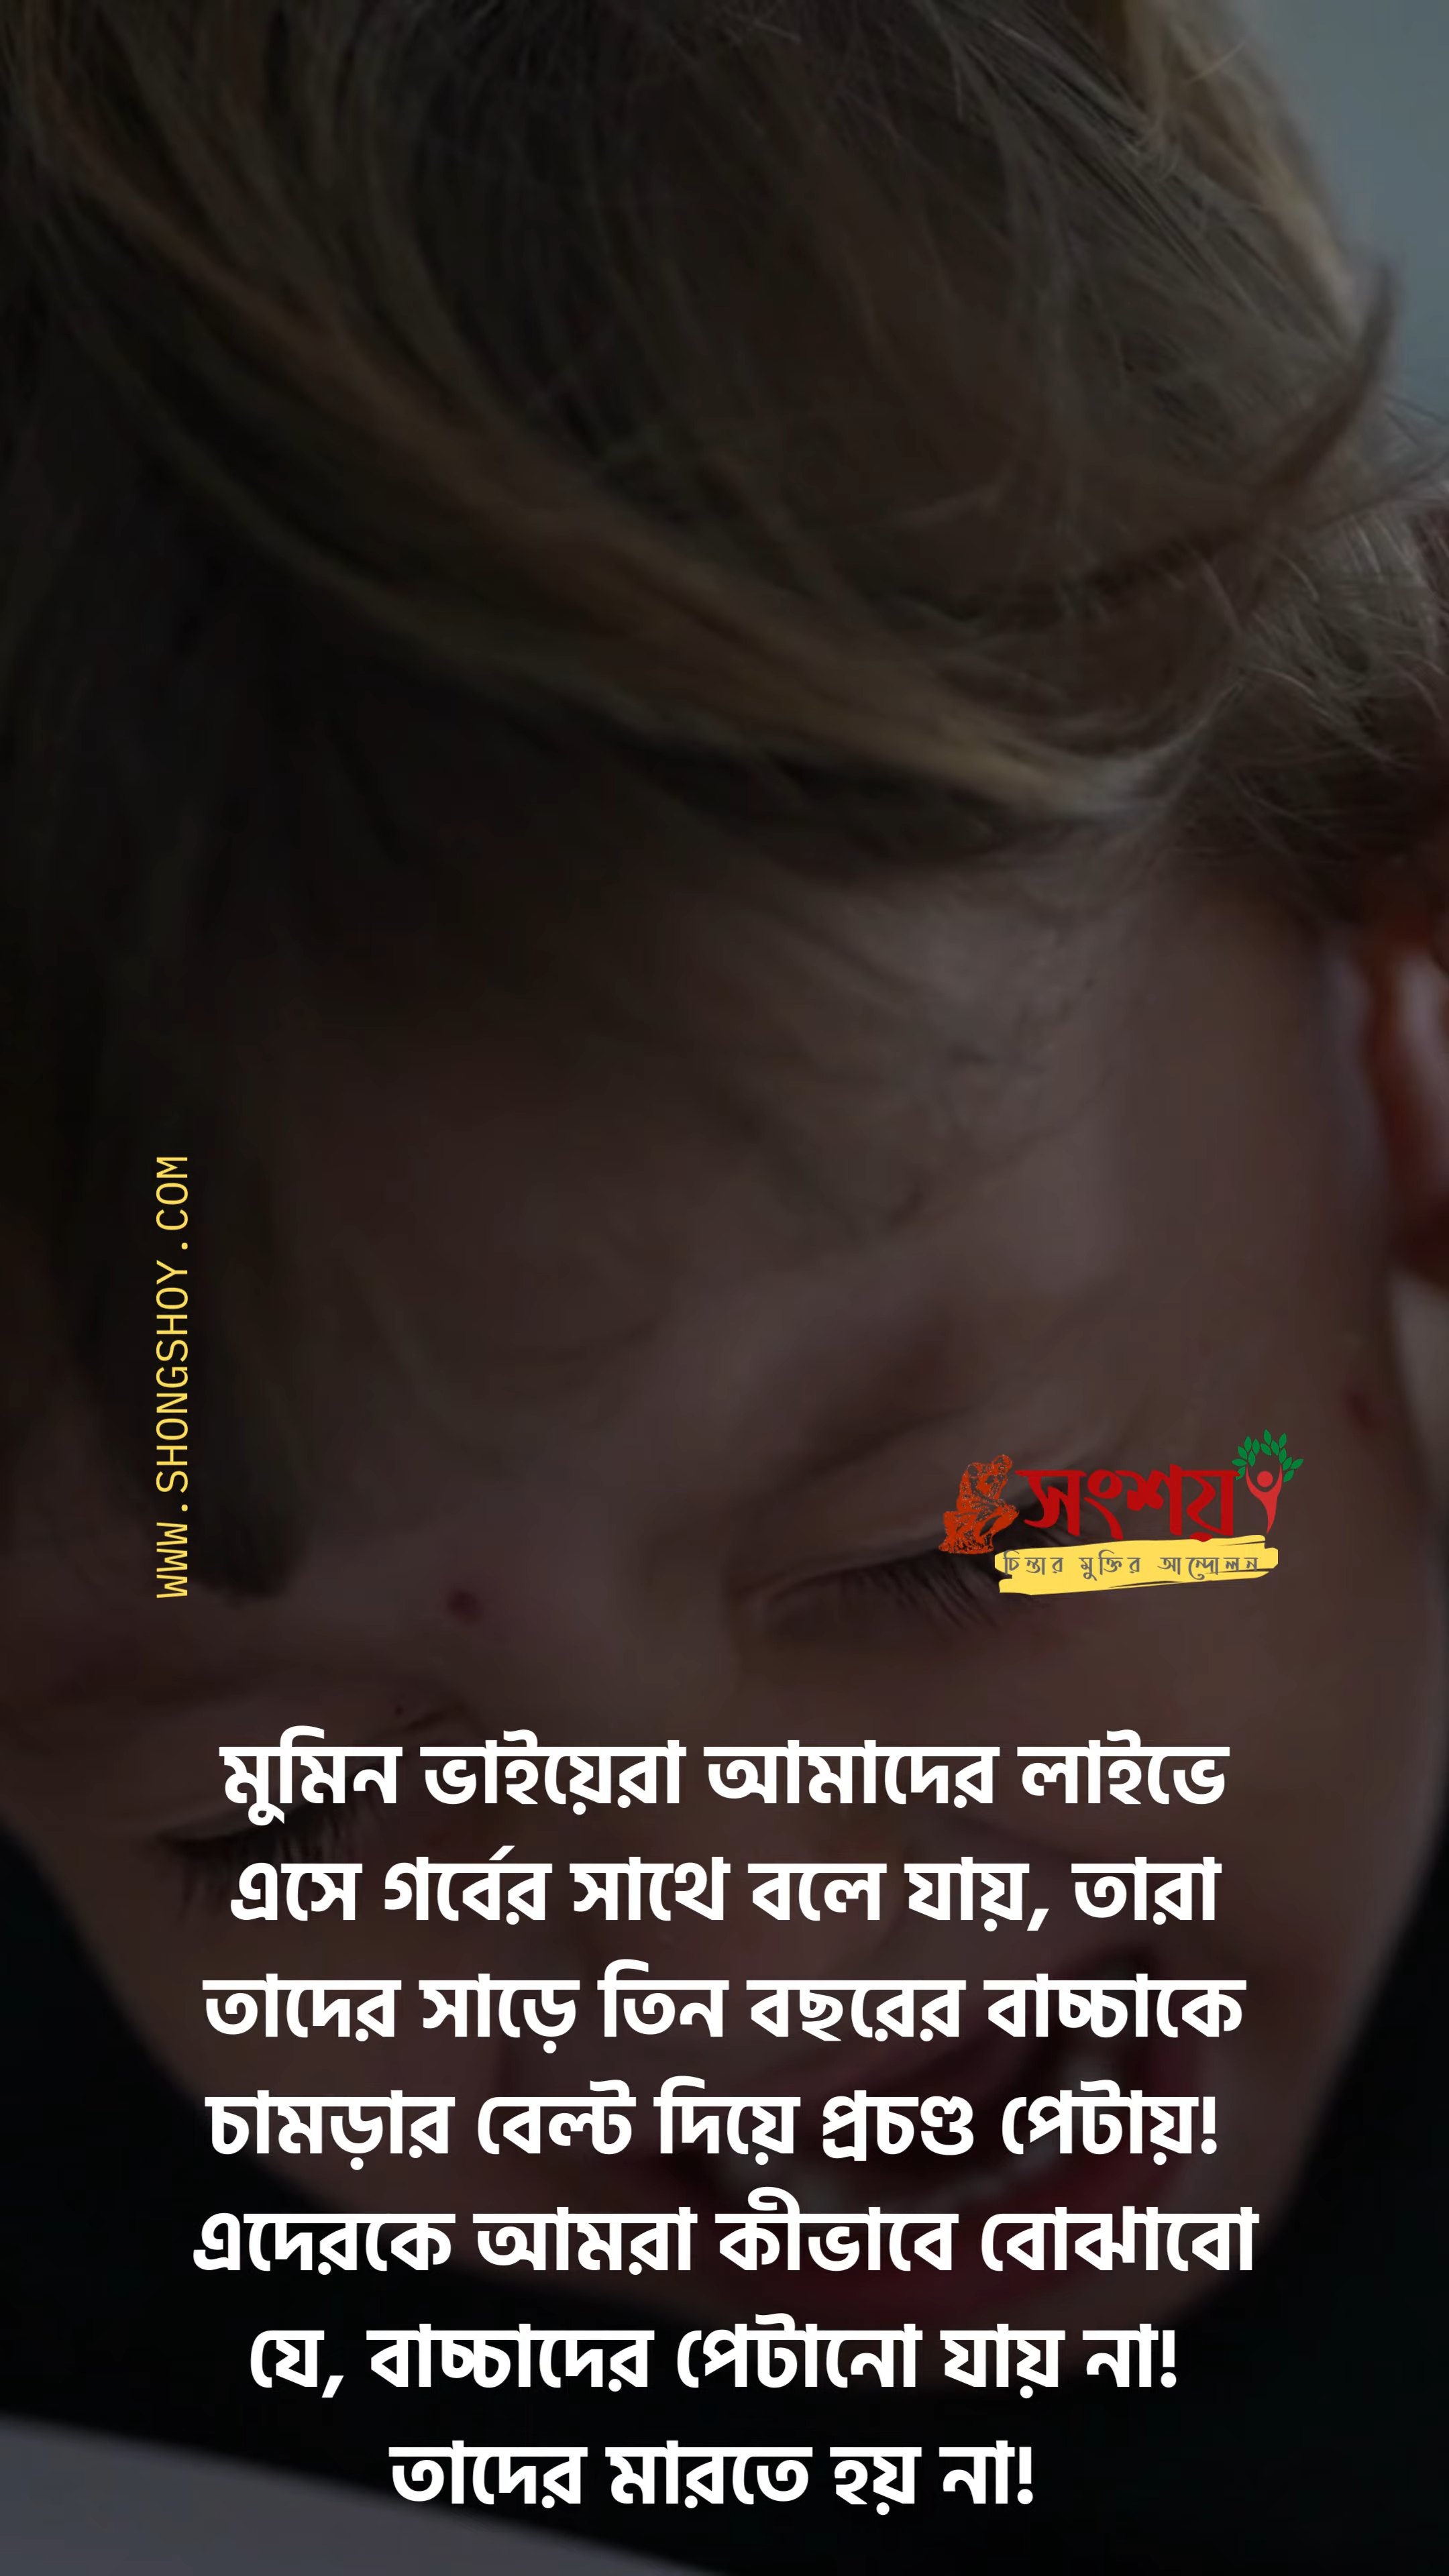 WWW.SHONGSHOY.COM
সংশয়
চিন্তার মুক্তির আন্দোলন
মুমিন ভাইয়েরা আমাদের লাইভে
এসে গর্বের সাথে বলে যায়, তারা
তাদের সাড়ে তিন বছরের বাচ্চাকে
চামড়ার বেল্ট দিয়ে প্রচণ্ড পেটায়!
এদেরকে আমরা কীভাবে বোঝাবো
যে, বাচ্চাদের পেটানো যায় না!
তাদের মারতে হয় না!